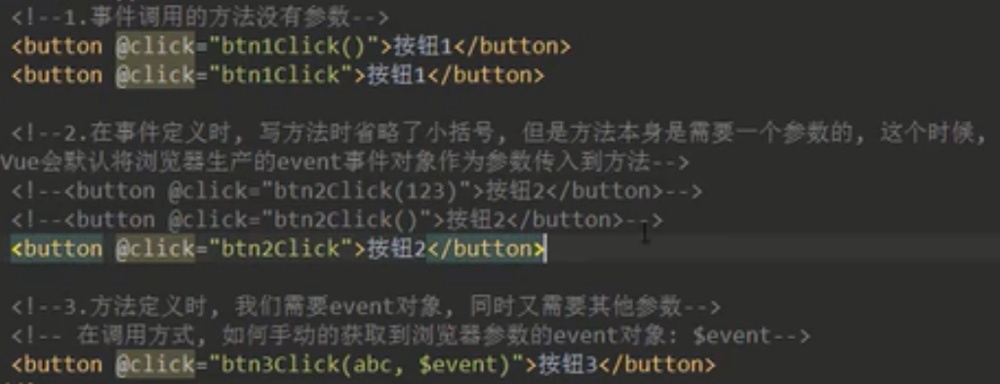 <!--1.事件调用的方法没有参数-->
<button @click="btn1Click()">按钮1</button>
<button @click="btn1Click">按钮1</button>
<!--2.在事件定义时, 写方法时省略了小括号, 但是方法本身是需要一个参数的, 这个时候,
Vue会默认将浏览器生产的event事件对象作为参数传入到方法-->
<!--<button @click="btn2Click(123)">按钮2</button>-->
<!--<button @click="btn2Click()">按钮2</button>-->
<button @click="btn2Click">按钮2</button>
<!--3.方法定义时, 我们需要event对象, 同时又需要其他参数-->
<!-- 在调用方式, 如何手动的获取到浏览器参数的event对象: $event-->
<button @click="btn3Click(abc, $event)">按钮3</button>